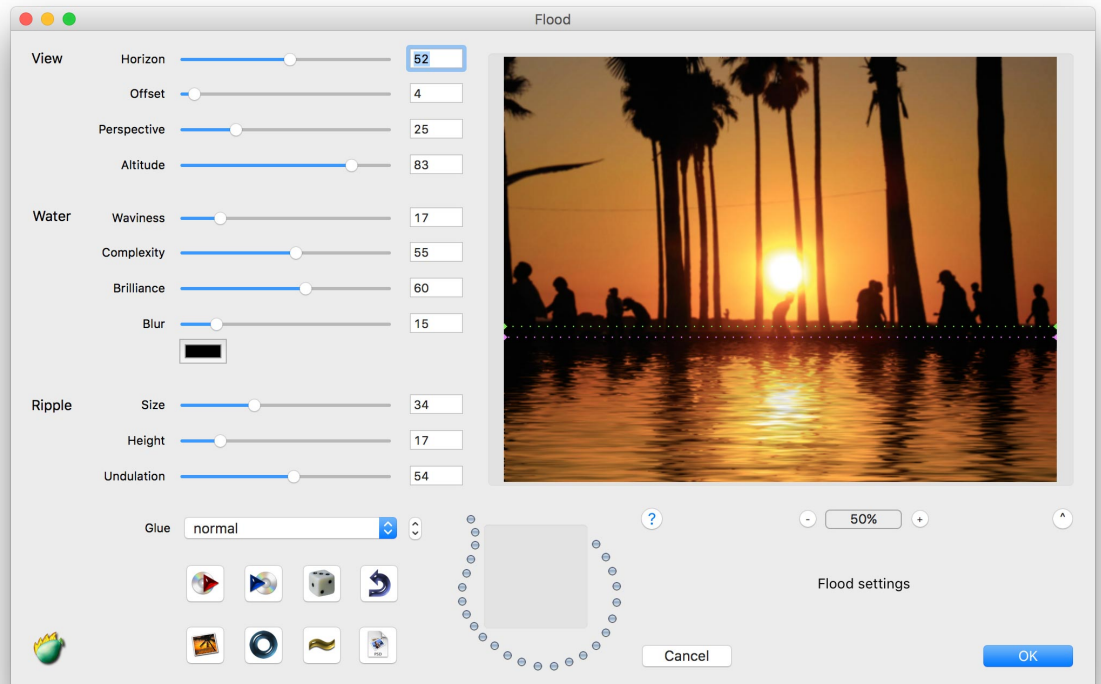 Flood
View
Horizon 52
Offset 4
Perspective 25
Altitude 83
Water
Waviness 17
Complexity 55
Brilliance 60
Blur 15
Ripple
Size 34
Height 17
Undulation 54
Glue normal
?
- 50% +
^
Flood settings
PSD
Cancel
OK